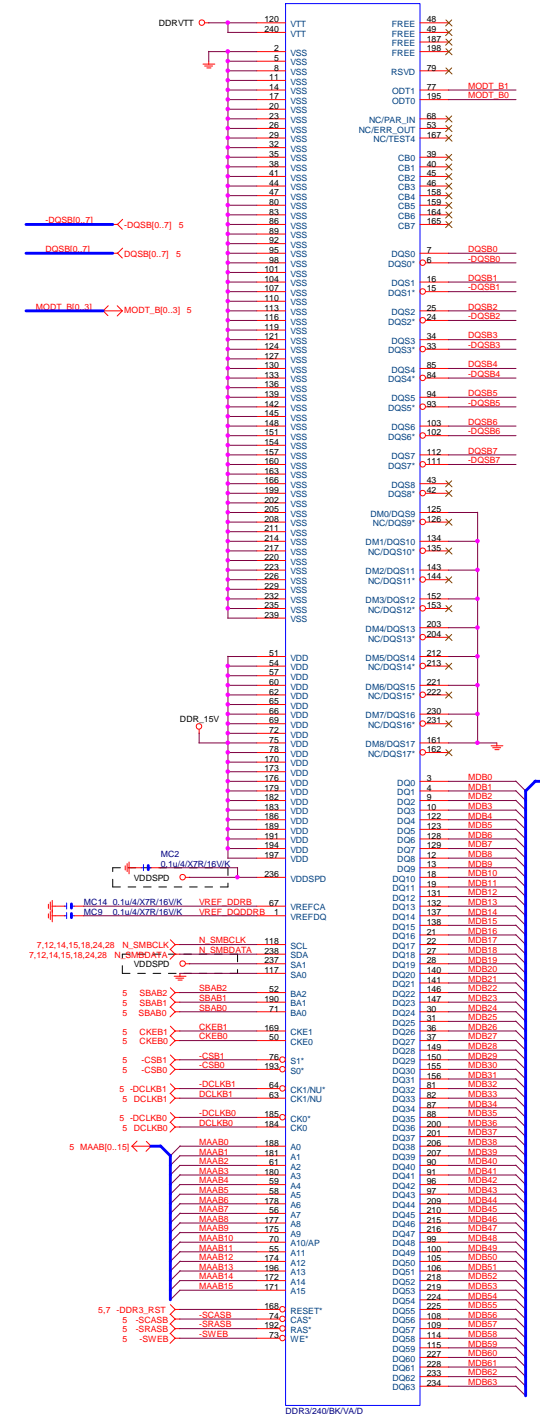 DDRVTT 120 VTT
240 VTT
2 VSS
5 VSS
8 VSS
11 VSS
14 VSS
17 VSS
20 VSS
23 VSS
26 VSS
29 VSS
32 VSS
35 VSS
38 VSS
41 VSS
44 VSS
47 VSS
80 VSS
83 VSS
86 VSS
89 VSS
92 VSS
95 VSS
98 VSS
101 VSS
104 VSS
107 VSS
110 VSS
113 VSS
116 VSS
119 VSS
121 VSS
124 VSS
127 VSS
130 VSS
133 VSS
136 VSS
139 VSS
142 VSS
145 VSS
148 VSS
151 VSS
154 VSS
157 VSS
160 VSS
163 VSS
166 VSS
199 VSS
202 VSS
205 VSS
208 VSS
211 VSS
214 VSS
217 VSS
220 VSS
223 VSS
226 VSS
229 VSS
232 VSS
235 VSS
239 VSS
-DQSB[0..7] -DQSB[0..7] 5
DQSB[0..7] DQSB[0..7] 5
MODT_B[0..3] MODT_B[0..3] 5
51 VDD
54 VDD
57 VDD
60 VDD
62 VDD
65 VDD
66 VDD
69 VDD
72 VDD
75 VDD
78 VDD
170 VDD
173 VDD
176 VDD
179 VDD
182 VDD
183 VDD
186 VDD
189 VDD
191 VDD
194 VDD
197 VDD
DDR_15V
MC2
0.1u/4/X7R/16V/K
VDDSPD 236 VDDSPD
MC14 0.1u/4/X7R/16V/K VREF_DDRB 67 VREFCA
MC9 0.1u/4/X7R/16V/K VREF_DQDDRB 1 VREFDQ
7,12,14,15,18,24,28 N_SMBCLK N_SMBCLK 118 SCL
7,12,14,15,18,24,28 N_SMBDATA N_SMBDATA 238 SDA
VDDSPD 237 SA1
117 SA0
5 SBAB2 SBAB2 52 BA2
5 SBAB1 SBAB1 190 BA1
5 SBAB0 SBAB0 71 BA0
5 CKEB1 CKEB1 169 CKE1
5 CKEB0 CKEB0 50 CKE0
5 -CSB1 -CSB1 76 S1*
5 -CSB0 -CSB0 193 S0*
5 -DCLKB1 -DCLKB1 64 CK1/NU*
5 DCLKB1 DCLKB1 63 CK1/NU
5 -DCLKB0 -DCLKB0 185 CK0*
5 DCLKB0 DCLKB0 184 CK0
5 MAAB[0..15]
MAAB0 188 A0
MAAB1 181 A1
MAAB2 61 A2
MAAB3 180 A3
MAAB4 59 A4
MAAB5 58 A5
MAAB6 178 A6
MAAB7 56 A7
MAAB8 177 A8
MAAB9 175 A9
MAAB10 70 A10/AP
MAAB11 55 A11
MAAB12 174 A12
MAAB13 196 A13
MAAB14 172 A14
MAAB15 171 A15
5,7 -DDR3_RST 168 RESET*
5 -SCASB -SCASB 74 CAS*
5 -SRASB -SRASB 192 RAS*
5 -SWEB -SWEB 73 WE*
FREE 48
FREE 49
FREE 187
FREE 198
RSVD 79
ODT1 77 MODT_B1
ODT0 195 MODT_B0
NC/PAR_IN 68
NC/ERR_OUT 53
NC/TEST4 167
CB0 39
CB1 40
CB2 45
CB3 46
CB4 158
CB5 159
CB6 164
CB7 165
DQS0 7 DQSB0
DQS0* 6 -DQSB0
DQS1 16 DQSB1
DQS1* 15 -DQSB1
DQS2 25 DQSB2
DQS2* 24 -DQSB2
DQS3 34 DQSB3
DQS3* 33 -DQSB3
DQS4 85 DQSB4
DQS4* 84 -DQSB4
DQS5 94 DQSB5
DQS5* 93 -DQSB5
DQS6 103 DQSB6
DQS6* 102 -DQSB6
DQS7 112 DQSB7
DQS7* 111 -DQSB7
DQS8 43
DQS8* 42
DM0/DQS9 125
NC/DQS9* 126
DM1/DQS10 134
NC/DQS10* 135
DM2/DQS11 143
NC/DQS11* 144
DM3/DQS12 152
NC/DQS12* 153
DM4/DQS13 203
NC/DQS13* 204
DM5/DQS14 212
NC/DQS14* 213
DM6/DQS15 221
NC/DQS15* 222
DM7/DQS16 230
NC/DQS16* 231
DM8/DQS17 161
NC/DQS17* 162
DQ0 3 MDB0
DQ1 4 MDB1
DQ2 9 MDB2
DQ3 10 MDB3
DQ4 122 MDB4
DQ5 123 MDB5
DQ6 128 MDB6
DQ7 129 MDB7
DQ8 12 MDB8
DQ9 13 MDB9
DQ10 18 MDB10
DQ11 19 MDB11
DQ12 131 MDB12
DQ13 132 MDB13
DQ14 137 MDB14
DQ15 138 MDB15
DQ16 21 MDB16
DQ17 22 MDB17
DQ18 27 MDB18
DQ19 28 MDB19
DQ20 140 MDB20
DQ21 141 MDB21
DQ22 146 MDB22
DQ23 147 MDB23
DQ24 30 MDB24
DQ25 31 MDB25
DQ26 36 MDB26
DQ27 37 MDB27
DQ28 149 MDB28
DQ29 150 MDB29
DQ30 155 MDB30
DQ31 156 MDB31
DQ32 81 MDB32
DQ33 82 MDB33
DQ34 87 MDB34
DQ35 88 MDB35
DQ36 200 MDB36
DQ37 201 MDB37
DQ38 206 MDB38
DQ39 207 MDB39
DQ40 90 MDB40
DQ41 91 MDB41
DQ42 96 MDB42
DQ43 97 MDB43
DQ44 209 MDB44
DQ45 210 MDB45
DQ46 215 MDB46
DQ47 216 MDB47
DQ48 99 MDB48
DQ49 100 MDB49
DQ50 105 MDB50
DQ51 106 MDB51
DQ52 218 MDB52
DQ53 219 MDB53
DQ54 224 MDB54
DQ55 225 MDB55
DQ56 108 MDB56
DQ57 109 MDB57
DQ58 114 MDB58
DQ59 115 MDB59
DQ60 227 MDB60
DQ61 228 MDB61
DQ62 233 MDB62
DQ63 234 MDB63
DDR3/240/BK/VA/D